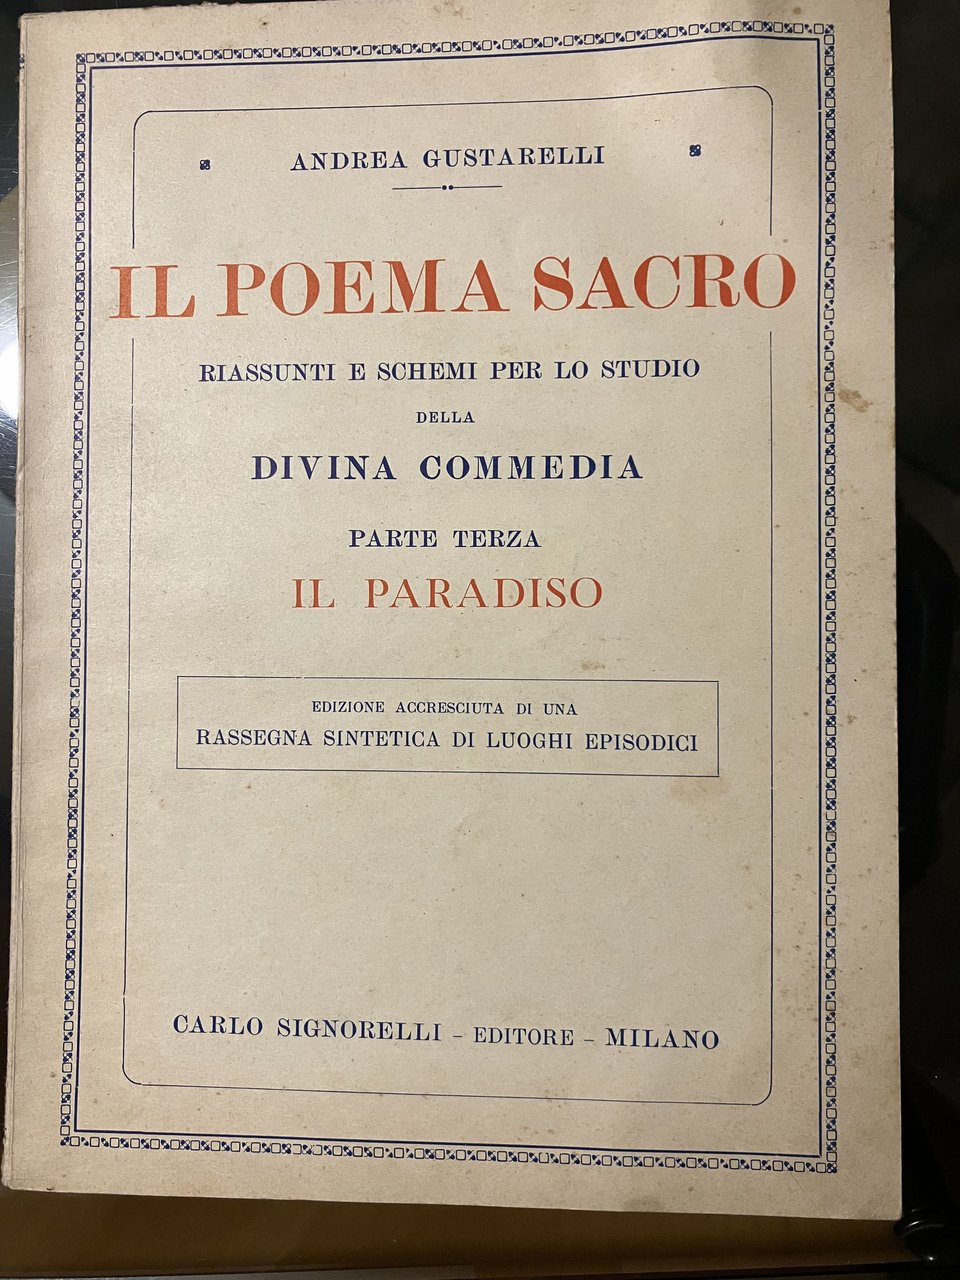 ANDREA GUSTARELLI
IL POEMA SACRO
RIASSUNTI E SCHEMI PER LO STUDIO
DELLA
DIVINA COMMEDIA
PARTE TERZA
IL PARADISO
EDIZIONE ACCRESCIUTA DI UNA
RASSEGNA SINTETICA DI LUOGHI EPISODICI
CARLO SIGNORELLI - EDITORE - MILANO